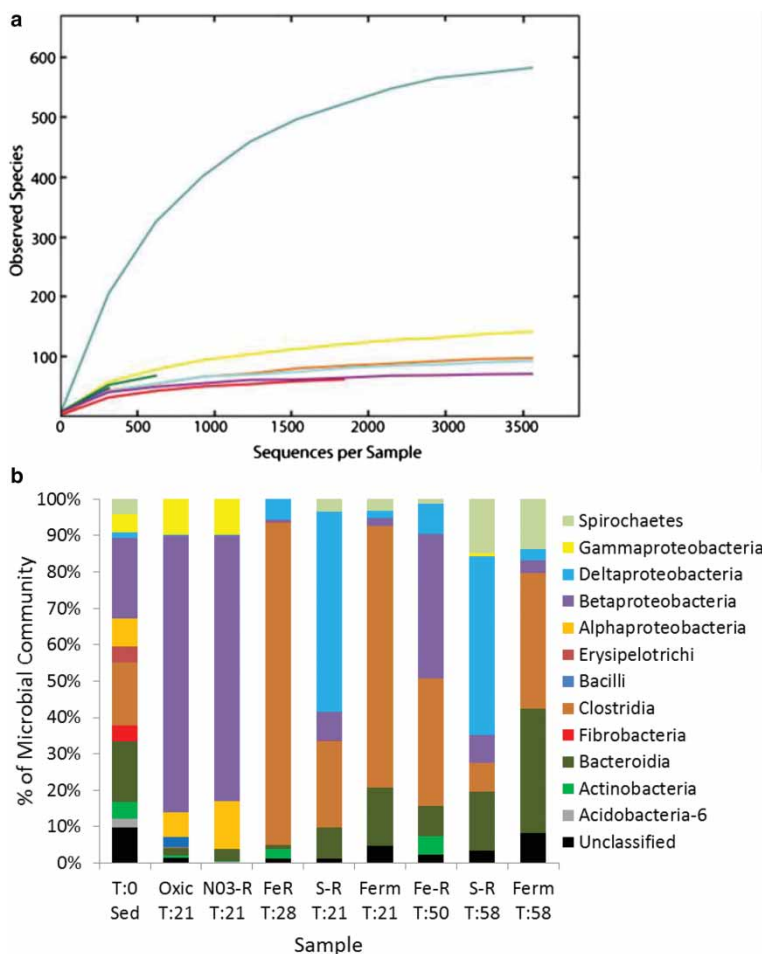 a
600
500
400
300
200
100
Observed Species
0
500
1000
1500
2000
2500
3000
3500
Sequences per Sample
b
100%
90%
80%
70%
60%
50%
40%
30%
20%
10%
0%
% of Microbial Community
T:0 Sed
Oxic T:21
N03-R T:21
FeR T:28
S-R T:21
Ferm T:21
Fe-R T:50
S-R T:58
Ferm T:58
Sample
Spirochaetes
Gammaproteobacteria
Deltaproteobacteria
Betaproteobacteria
Alphaproteobacteria
Erysipelotrichi
Bacilli
Clostridia
Fibrobacteria
Bacteroidia
Actinobacteria
Acidobacteria-6
Unclassified